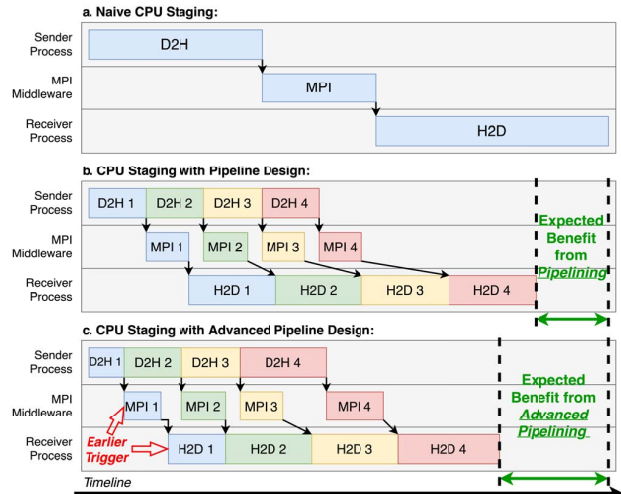 a. Naive CPU Staging:
Sender
Process
D2H
MPI
Middleware
MPI
Receiver
Process
H2D
b. CPU Staging with Pipeline Design:
Sender
Process
D2H 1
D2H 2
D2H 3
D2H 4
MPI
Middleware
MPI 1
MPI 2
MPI 3
MPI 4
Receiver
Process
H2D 1
H2D 2
H2D 3
H2D 4
Expected
Benefit
from
Pipelining
c. CPU Staging with Advanced Pipeline Design:
Sender
Process
D2H 1
D2H 2
D2H 3
D2H 4
MPI
Middleware
MPI 1
MPI 2
MPI 3
MPI 4
Earlier
Trigger
Receiver
Process
H2D 1
H2D 2
H2D 3
H2D 4
Expected
Benefit from
Advanced
Pipelining
Timeline